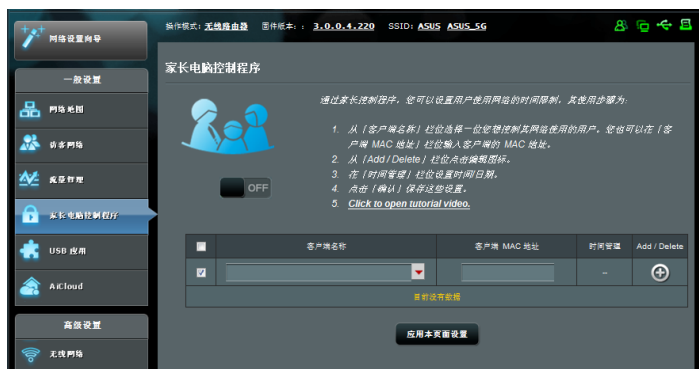 操作模式: 无线路由器 固件版本: : 3.0.0.4.220 SSID: ASUS ASUS_5G
网络设置向导
一般设置
网络地图
访客网络
流量管理
家长电脑控制程序
USB 应用
AiCloud
高级设置
无线网络
家长电脑控制程序
通过家长控制程序，您可以设置用户使用网络的时间限制，其使用步骤为:
1. 从 [客户端名称] 栏位选择一位您想控制其网络使用的用户。您也可以在 [客
户端 MAC 地址] 栏位输入客户端的 MAC 地址。
2. 从 [Add / Delete] 栏位点击编辑图标。
3. 在 [时间管理] 栏位设置时间/日期。
4. 点击 [确认] 保存这些设置。
5. Click to open tutorial video.
OFF
客户端名称 客户端 MAC 地址 时间管理 Add / Delete
--
目前没有数据
应用本页面设置